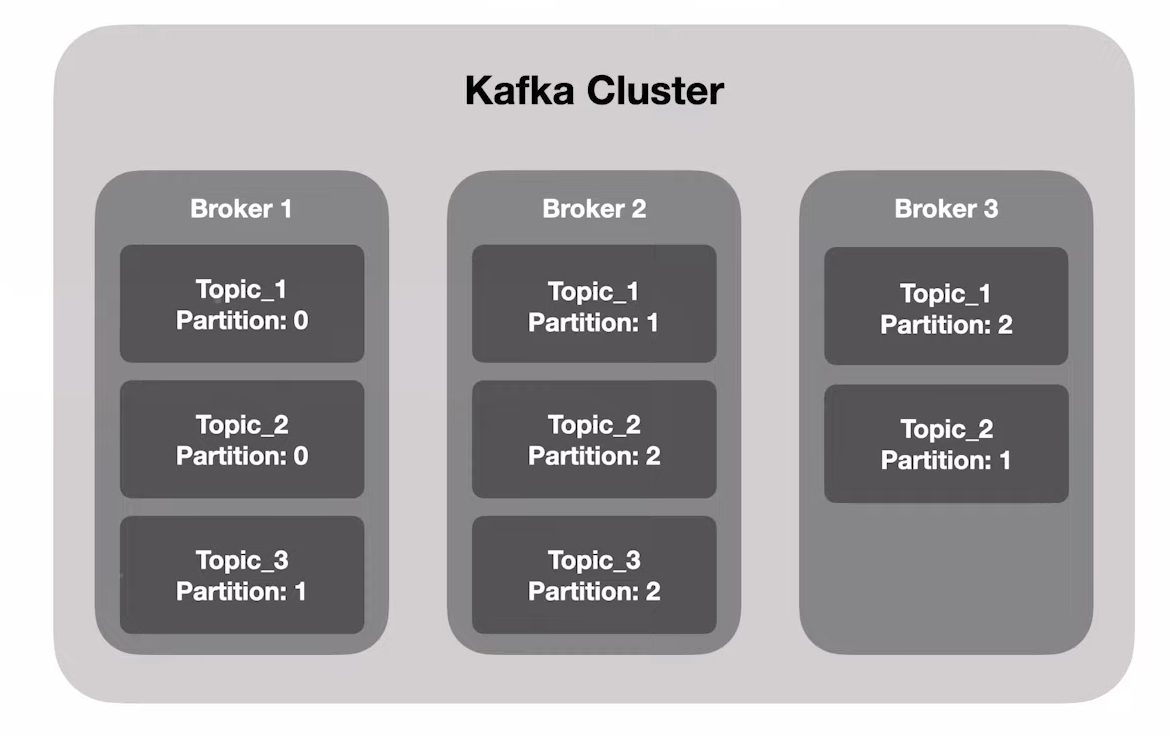 Kafka Cluster
Broker 1
Topic_1
Partition: 0
Topic_2
Partition: 0
Topic_3
Partition: 1
Broker 2
Topic_1
Partition: 1
Topic_2
Partition: 2
Topic_3
Partition: 2
Broker 3
Topic_1
Partition: 2
Topic_2
Partition: 1